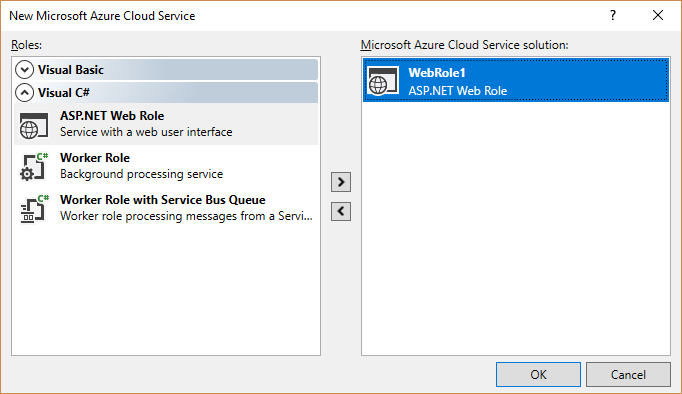 New Microsoft Azure Cloud Service
?
Roles:
Visual Basic
Visual C#
ASP.NET Web Role
Service with a web user interface
C#
Worker Role
Background processing service
C#
Worker Role with Service Bus Queue
Worker role processing messages from a Servi...
Microsoft Azure Cloud Service solution:
WebRole1
ASP.NET Web Role
OK
Cancel